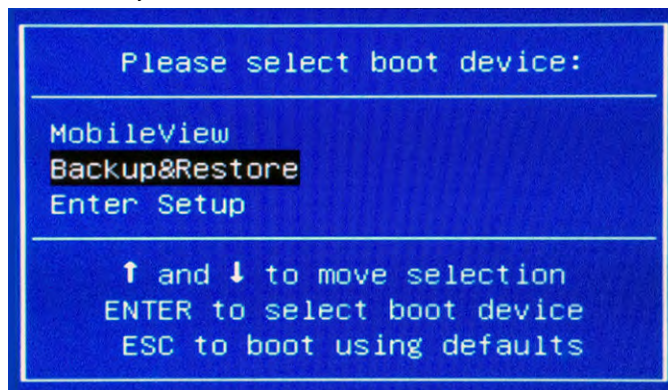 Please select boot device:
MobileView
Backup&Restore
Enter Setup
↑ and ↓ to move selection
ENTER to select boot device
ESC to boot using defaults